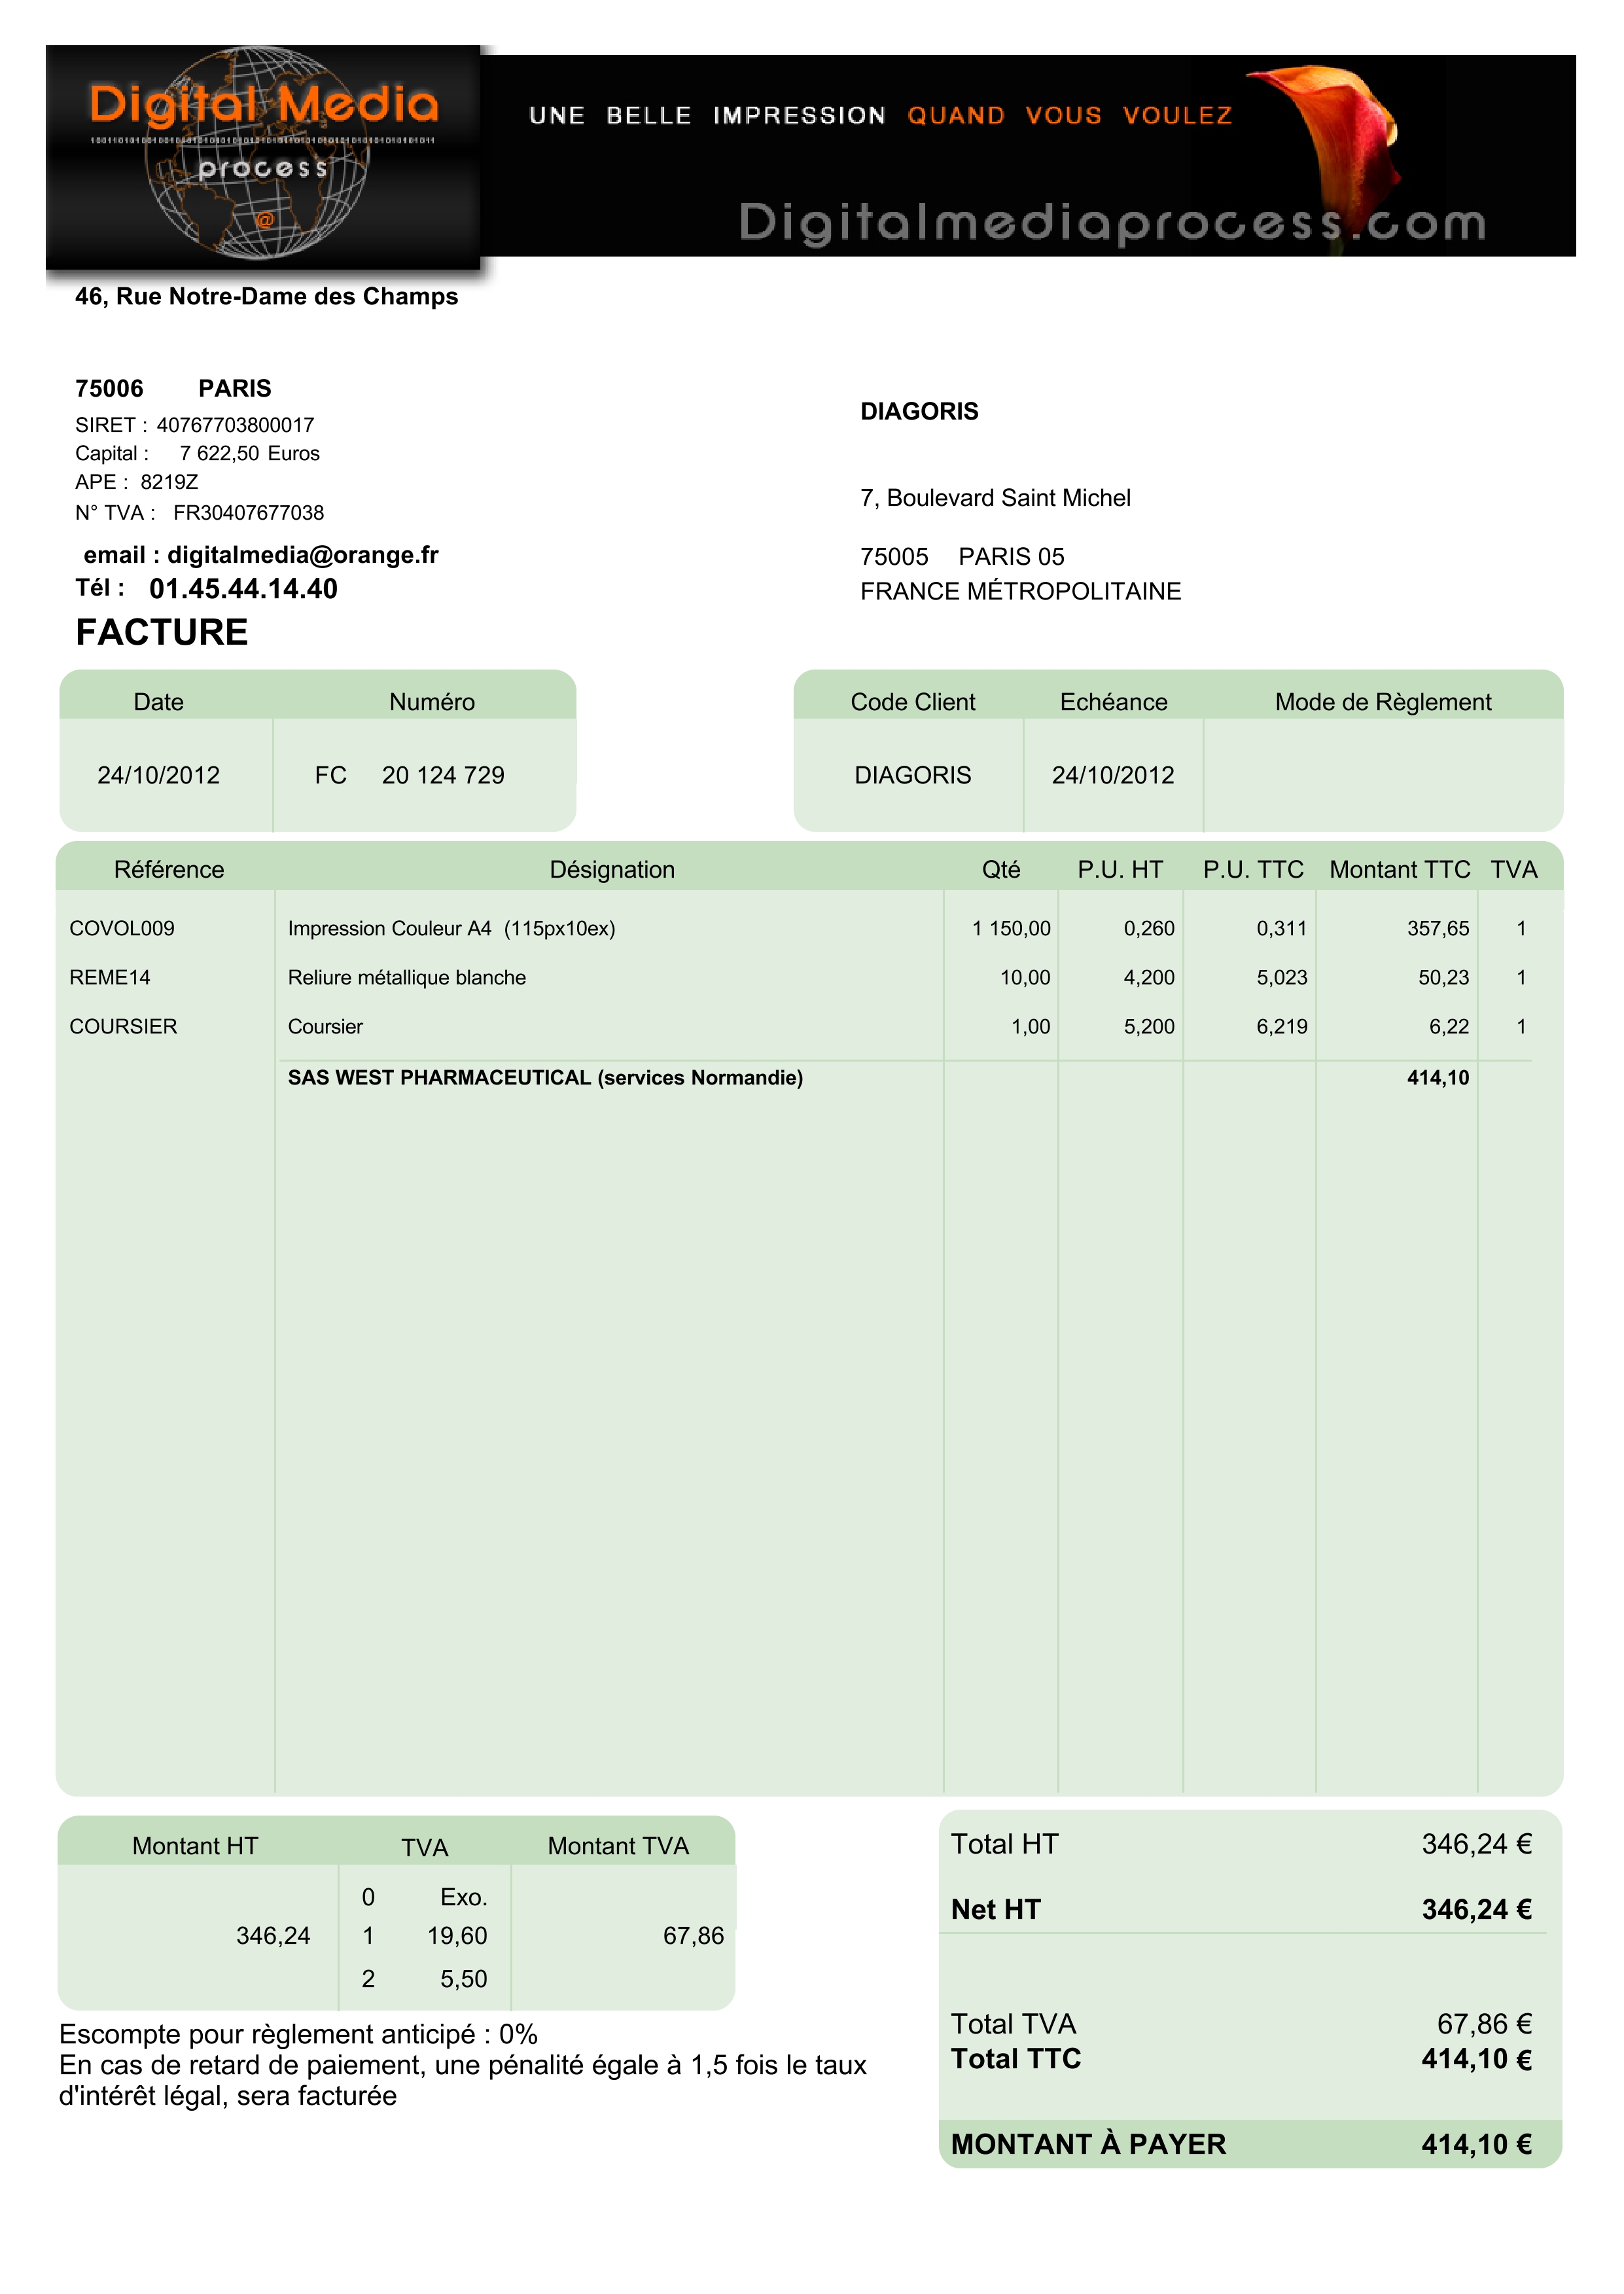 Digital Media
process
@
UNE BELLE IMPRESSION QUAND VOUS VOULEZ
Digitalmediaprocess.com
46, Rue Notre-Dame des Champs
75006 PARIS
SIRET : 40767703800017
Capital : 7 622,50 Euros
APE : 8219Z
N° TVA : FR30407677038
email : digitalmedia@orange.fr
Tél : 01.45.44.14.40
DIAGORIS
7, Boulevard Saint Michel
75005 PARIS 05
FRANCE MÉTROPOLITAINE
FACTURE
Date Numéro
24/10/2012 FC 20 124 729
Code Client Echéance Mode de Règlement
DIAGORIS 24/10/2012
Référence Désignation Qté P.U. HT P.U. TTC Montant TTC TVA
COVOL009 Impression Couleur A4 (115px10ex) 1 150,00 0,260 0,311 357,65 1
REME14 Reliure métallique blanche 10,00 4,200 5,023 50,23 1
COURSIER Coursier 1,00 5,200 6,219 6,22 1
SAS WEST PHARMACEUTICAL (services Normandie) 414,10
Montant HT TVA Montant TVA
0 Exo.
346,24 1 19,60 67,86
2 5,50
Escompte pour règlement anticipé : 0%
En cas de retard de paiement, une pénalité égale à 1,5 fois le taux
d'intérêt légal, sera facturée
Total HT 346,24 €
Net HT 346,24 €
Total TVA 67,86 €
Total TTC 414,10 €
MONTANT À PAYER 414,10 €